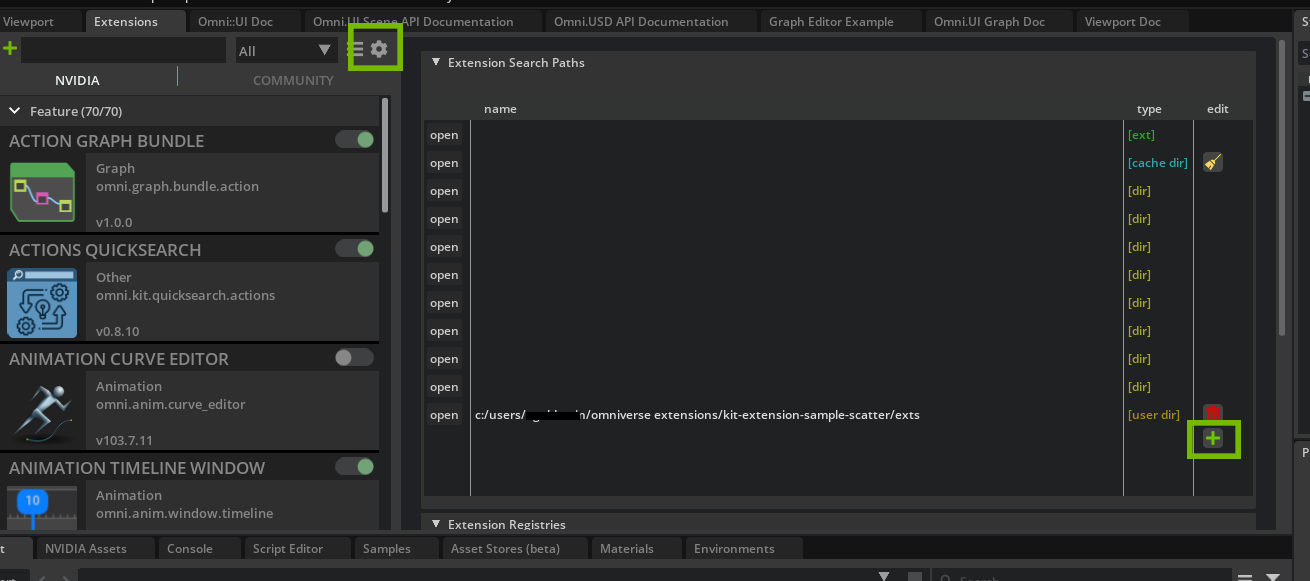 Viewport
Extensions
Omni::UI Doc
Omni.UI Scene API Documentation
Omni.USD API Documentation
Graph Editor Example
Omni.UI Graph Doc
Viewport Doc
All
NVIDIA
COMMUNITY
Feature (70/70)
ACTION GRAPH BUNDLE
Graph
omni.graph.bundle.action
v1.0.0
ACTIONS QUICKSEARCH
Other
omni.kit.quicksearch.actions
v0.8.10
ANIMATION CURVE EDITOR
Animation
omni.anim.curve_editor
v103.7.11
ANIMATION TIMELINE WINDOW
10
Animation
omni.anim.window.timeline
Extension Search Paths
name type edit
open [ext]
open [cache dir]
open [dir]
open [dir]
open [dir]
open [dir]
open [dir]
open [dir]
open [dir]
open [dir]
open c:/users/ n/omniverse extensions/kit-extension-sample-scatter/exts [user dir]
Extension Registries
NVIDIA Assets
Console
Script Editor
Samples
Asset Stores (beta)
Materials
Environments
Search